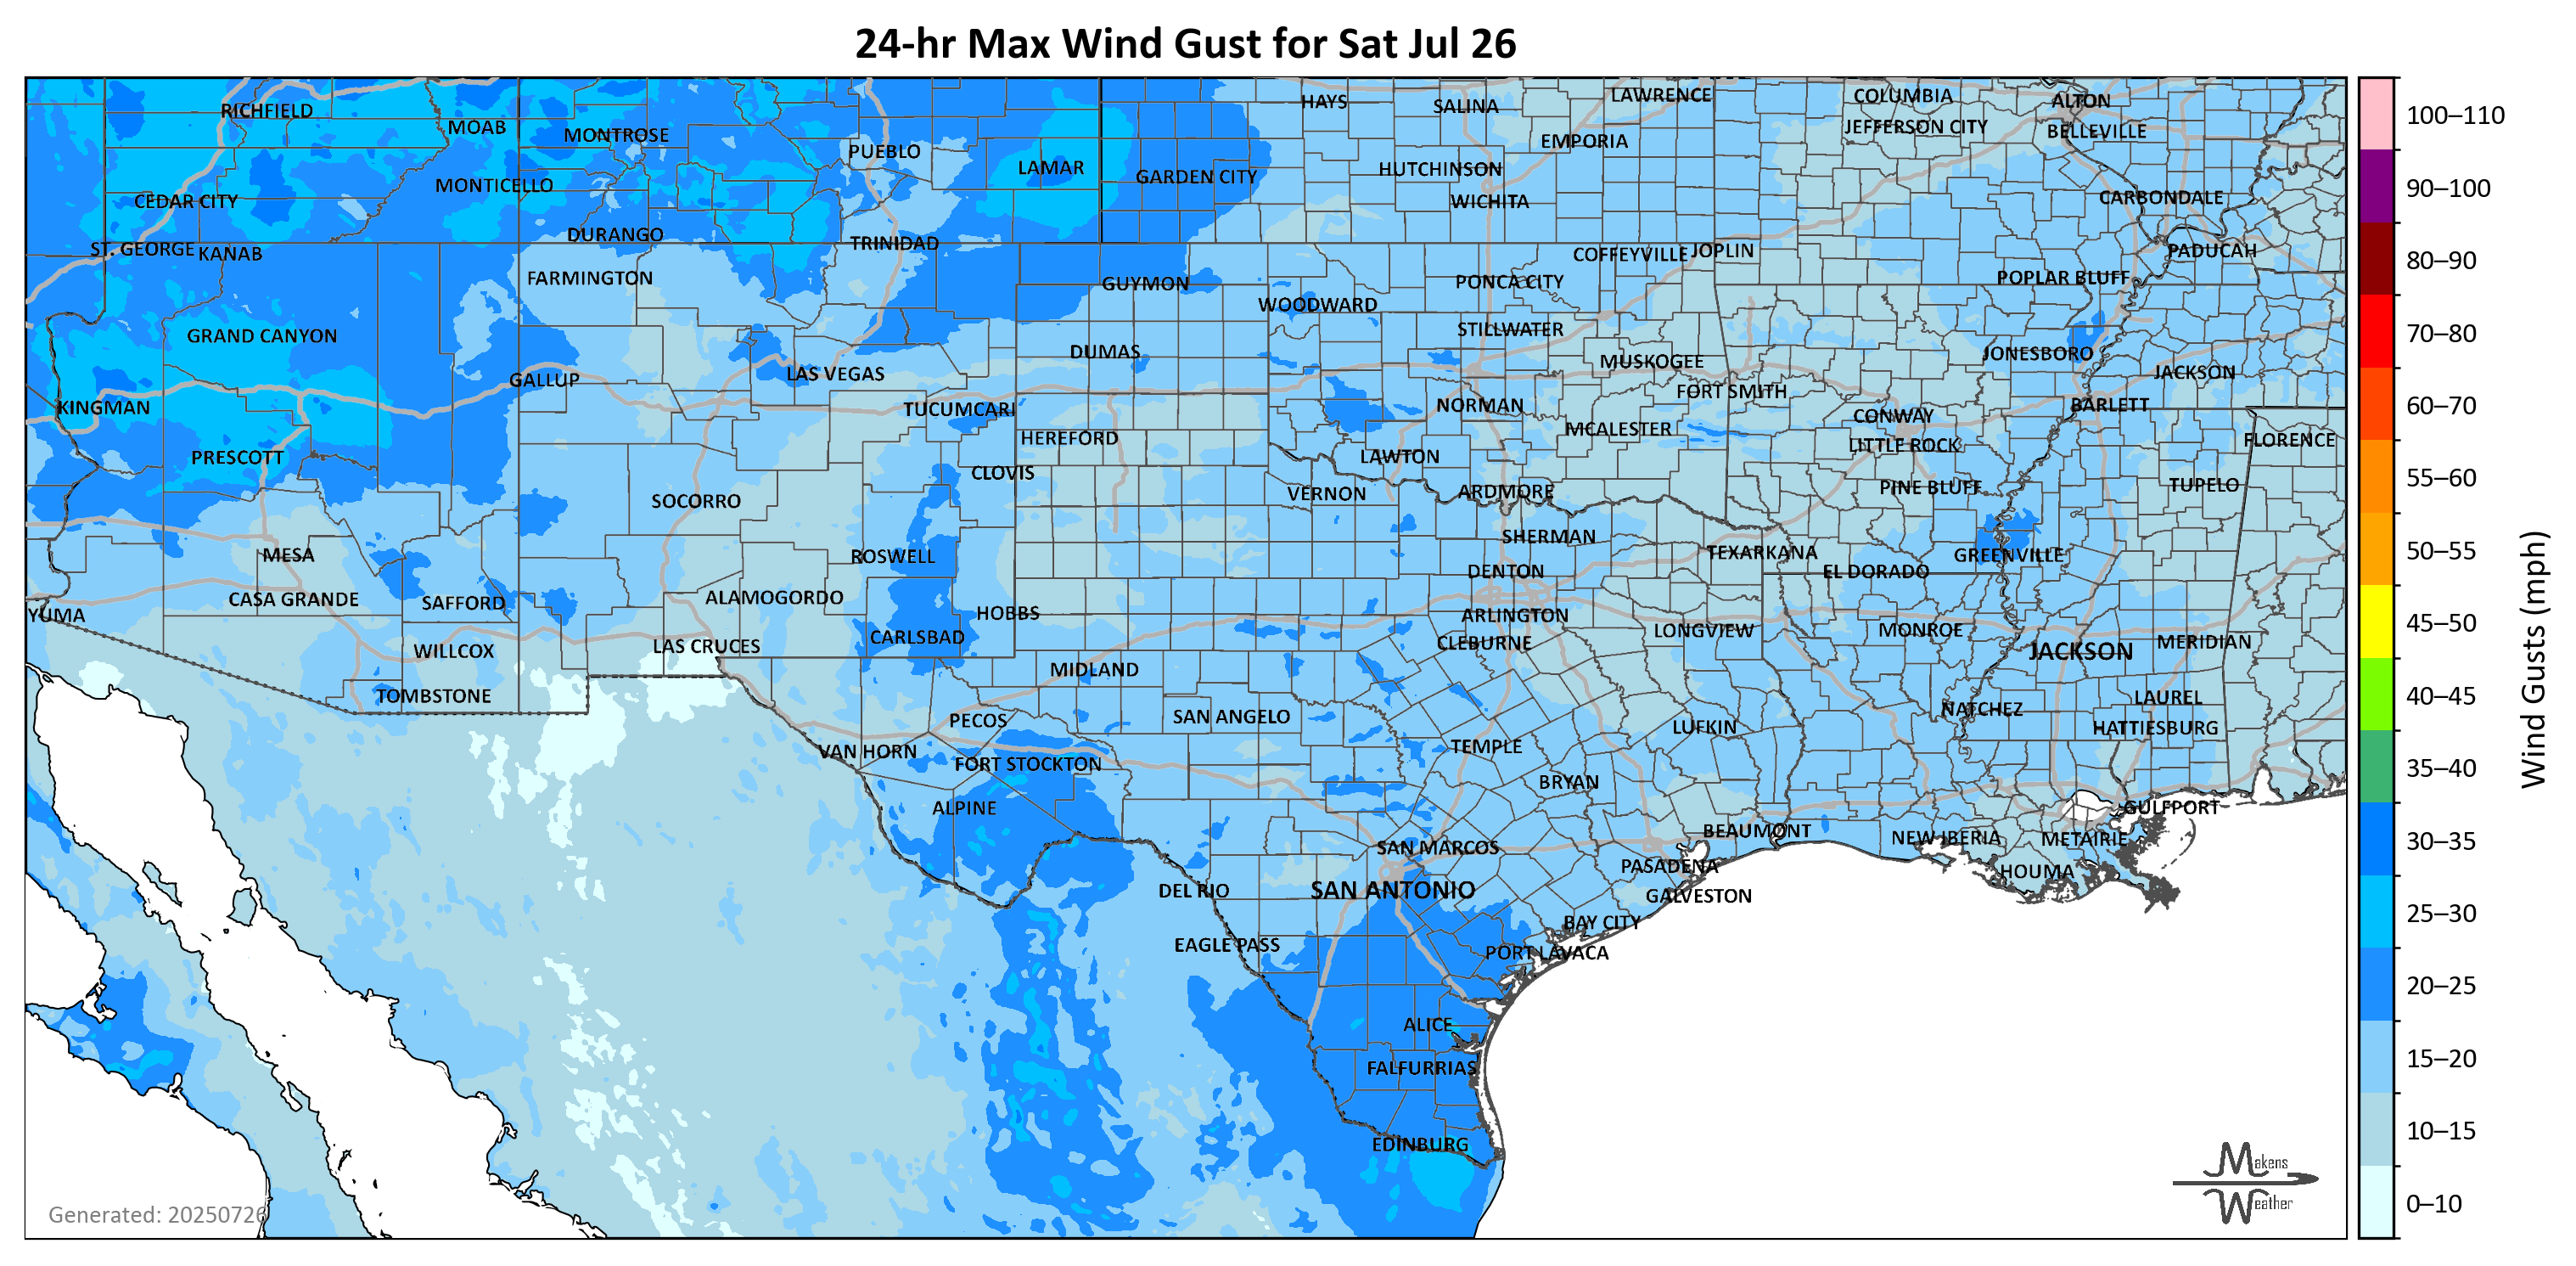 24-hr Max Wind Gust for Sat Jul 26
RICHFIELD
MOAB
MONTROSE
PUEBLO
LAMAR
GARDEN CITY
HAYS
SALINA
LAWRENCE
EMPORIA
COLUMBIA
JEFFERSON CITY
ALTON
BELLEVILLE
MONTICELLO
CEDAR CITY
HUTCHINSON
WICHITA
CARBONDALE
ST. GEORGE
KANAB
DURANGO
TRINIDAD
COFFEYVILLE
JOPLIN
PADUCAH
FARMINGTON
GUYMON
WOODWARD
PONCA CITY
POPLAR BLUFF
GRAND CANYON
STILLWATER
DUMAS
MUSKOGEE
JONESBORO
JACKSON
GALLUP
LAS VEGAS
FORT SMITH
KINGMAN
TUCUMCARI
NORMAN
CONWAY
BARLETT
PRESCOTT
HEREFORD
MCALESTER
LITTLE ROCK
FLORENCE
CLOVIS
LAWTON
SOCORRO
VERNON
ARDMORE
PINE BLUFF
TUPELO
MESA
ROSWELL
SHERMAN
TEXARKANA
GREENVILLE
DENTON
EL DORADO
CASA GRANDE
SAFFORD
ALAMOGORDO
HOBBS
ARLINGTON
YUMA
CARLSBAD
CLEBURNE
LONGVIEW
MONROE
WILLCOX
LAS CRUCES
MIDLAND
JACKSON
MERIDIAN
TOMBSTONE
PECOS
SAN ANGELO
LUFKIN
NATCHEZ
LAUREL
HATTIESBURG
VAN HORN
FORT STOCKTON
TEMPLE
BRYAN
ALPINE
GULFPORT
SAN MARCOS
BEAUMONT
NEW IBERIA
METAIRIE
PASADENA
HOUMA
DEL RIO
SAN ANTONIO
GALVESTON
BAY CITY
EAGLE PASS
PORT LAVACA
ALICE
FALFURRIAS
EDINBURG
Makens
Weather
Generated: 20250726
100–110
90–100
80–90
70–80
60–70
55–60
50–55
45–50
40–45
35–40
30–35
25–30
20–25
15–20
10–15
0–10
Wind Gusts (mph)